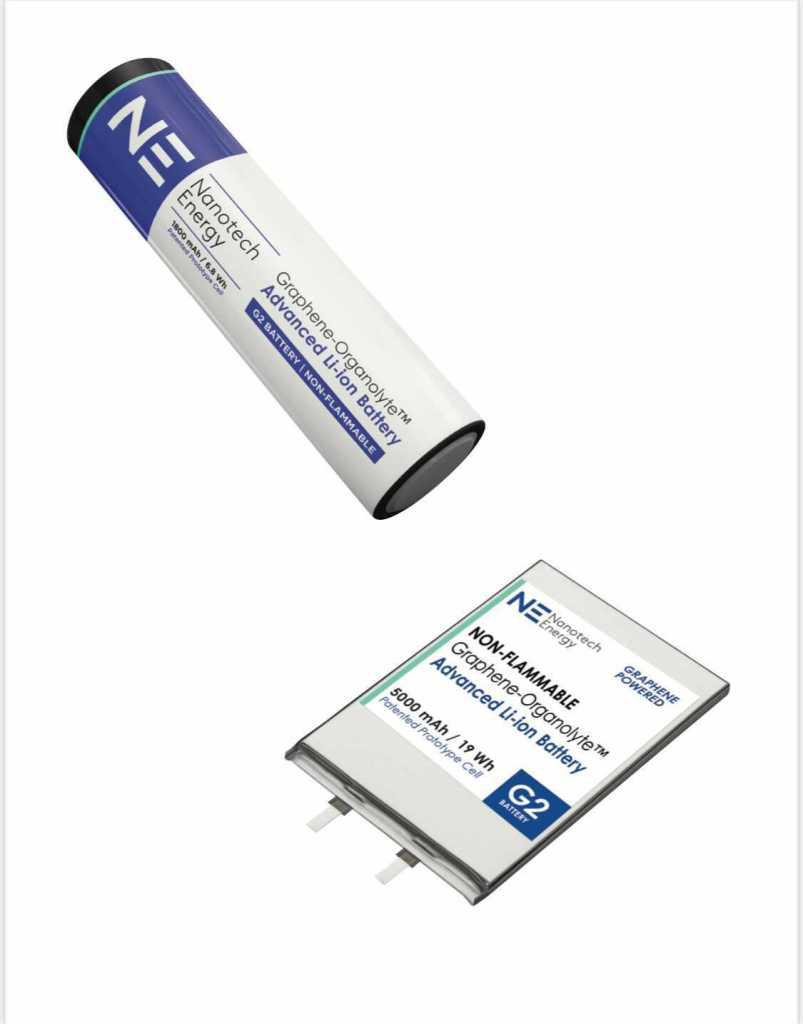 NE
Nanotech
Energy
1800 mAh / 6.8 Wh
Patented Prototype Cell
Graphene-Organolyte™
Advanced Li-ion Battery
G2 BATTERY | NON-FLAMMABLE
NE Nanotech
Energy
GRAPHENE
POWERED
NON-FLAMMABLE
Graphene-Organolyte™
Advanced Li-ion Battery
5000 mAh / 19 Wh
Patented Prototype Cell
G2
BATTERY